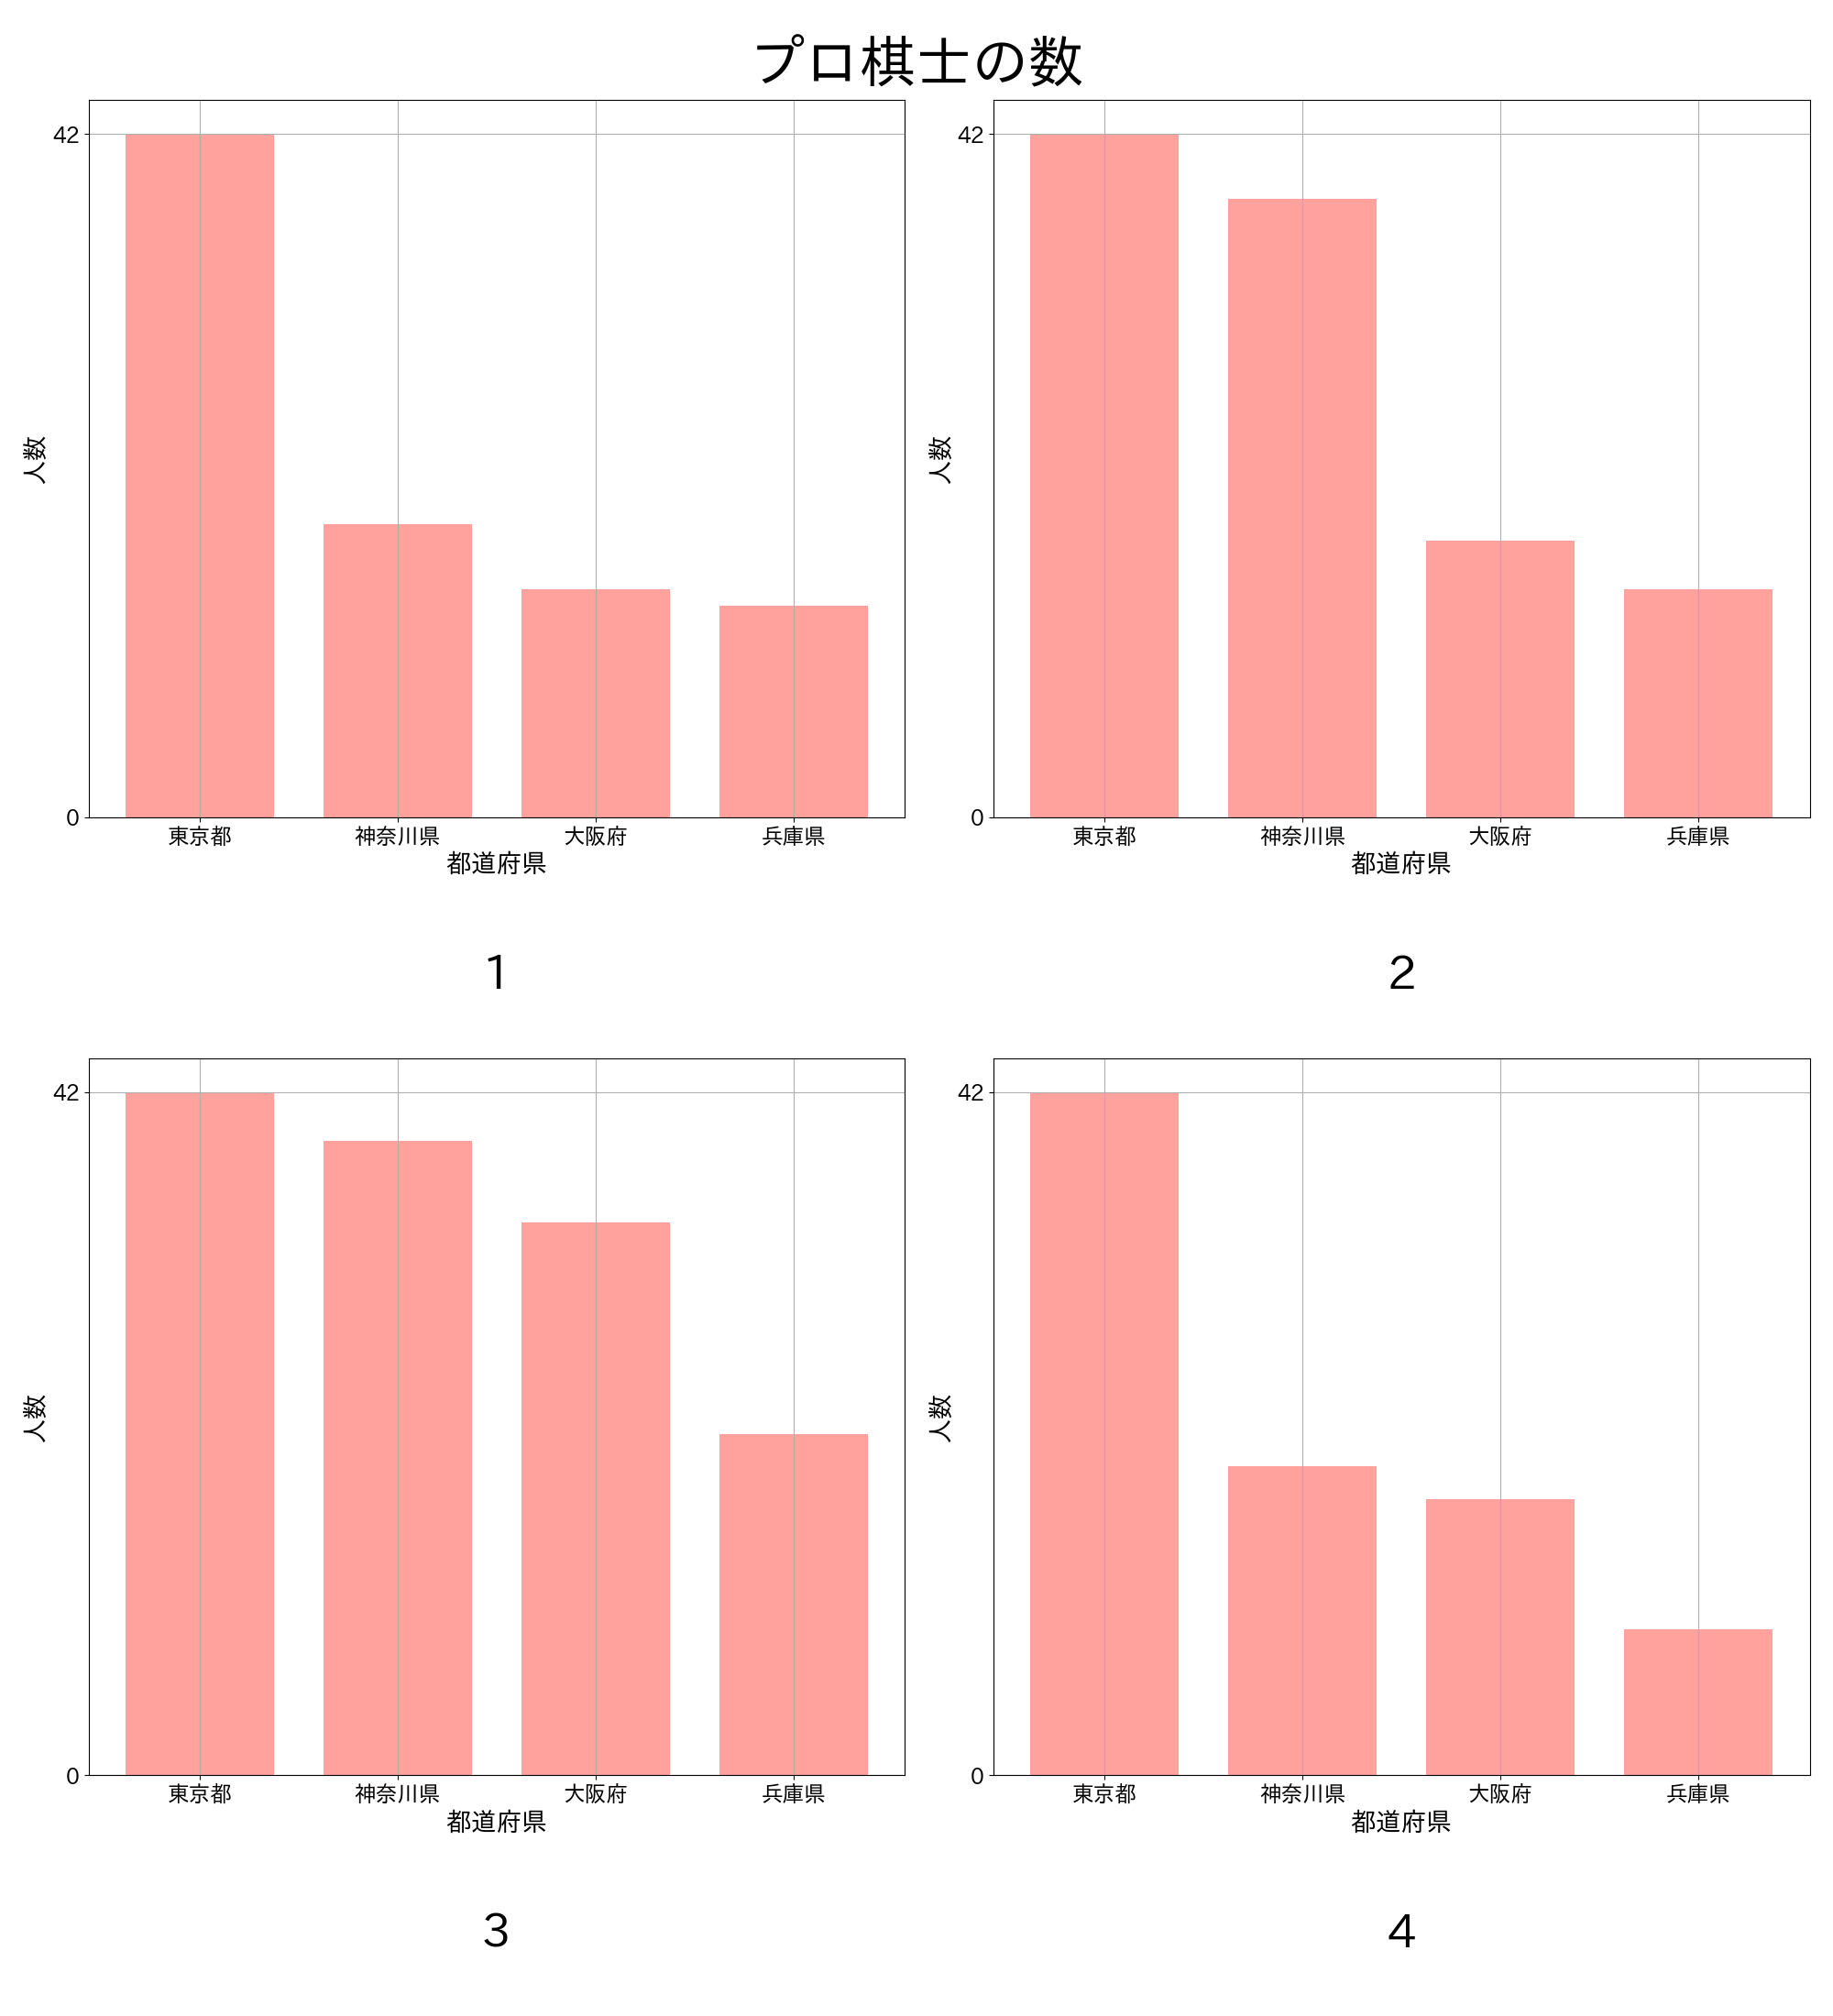 プロ棋士の数
42
0
人数
東京都 神奈川県 大阪府 兵庫県
都道府県
1
42
0
人数
東京都 神奈川県 大阪府 兵庫県
都道府県
2
42
0
人数
東京都 神奈川県 大阪府 兵庫県
都道府県
3
42
0
人数
東京都 神奈川県 大阪府 兵庫県
都道府県
4